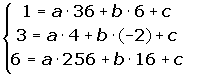 1 = a·36 + b·6 + c
3 = a·4 + b·(-2) + c
6 = a·256 + b·16 + c